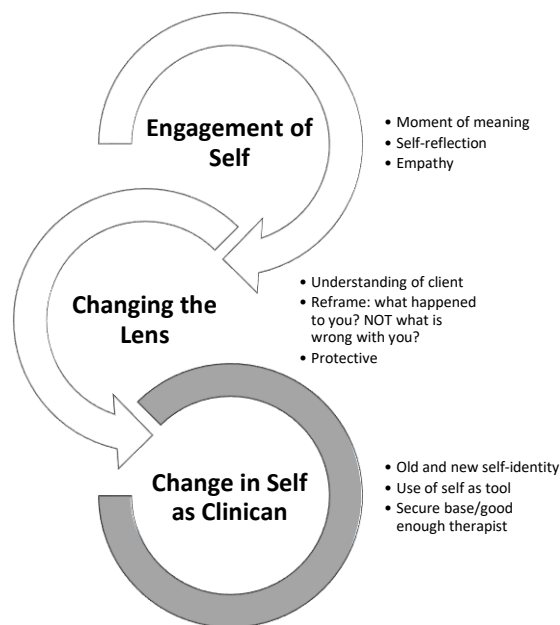 Engagement of
Self
• Moment of meaning
• Self-reflection
• Empathy
Changing the
Lens
• Understanding of client
• Reframe: what happened
to you? NOT what is
wrong with you?
• Protective
Change in Self
as Clinican
• Old and new self-identity
• Use of self as tool
• Secure base/good
enough therapist